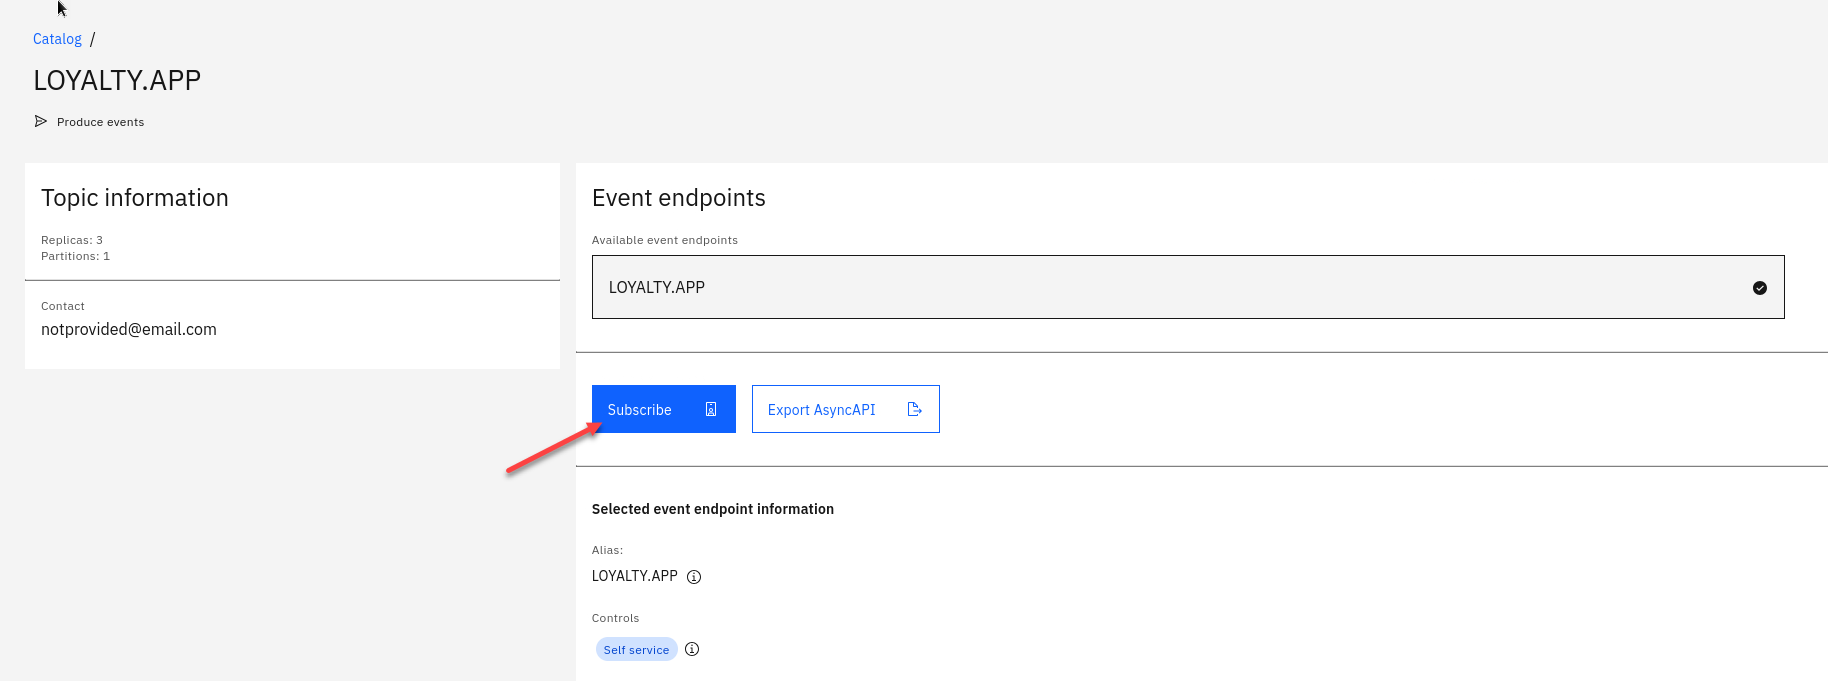 Catalog /
LOYALTY.APP
Produce events
Topic information
Replicas: 3
Partitions: 1
Contact
notprovided@email.com
Event endpoints
Available event endpoints
LOYALTY.APP
Subscribe
Export AsyncAPI
Selected event endpoint information
Alias:
LOYALTY.APP
Controls
Self service